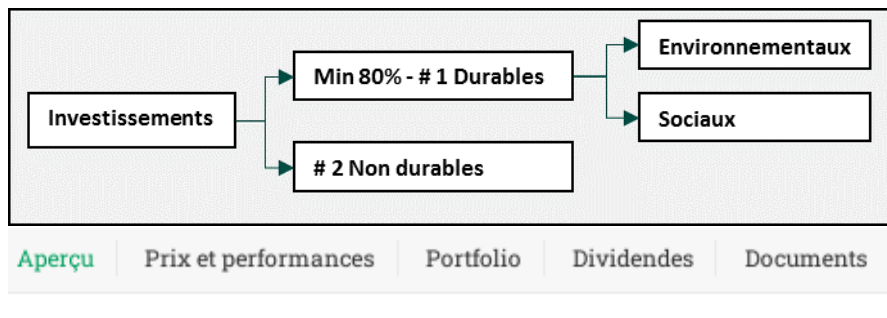 Environnementaux
Min 80% - # 1 Durables
Investissements
Sociaux
# 2 Non durables
Aperçu Prix et performances Portfolio Dividendes Documents